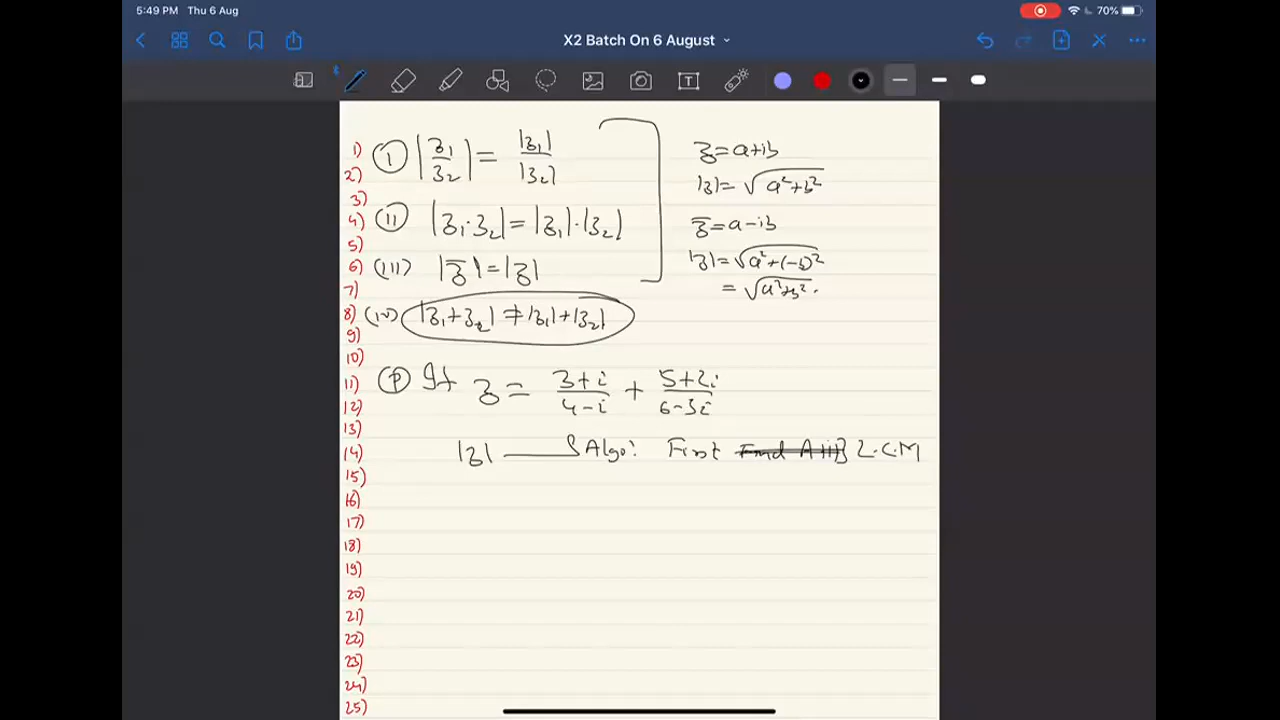 5:49 PM Thu 6 Aug
70%
X2 Batch On 6 August
T
1)
2)
3)
4)
5)
6)
7)
8)
9)
10)
11)
12)
13)
14)
15)
16)
17)
18)
19)
20)
21)
22)
23)
24)
25)
(I) |z1/z2| = |z1|/|z2|
(II) |z1·z2| = |z1|·|z2|
(III) |z̄| = |z|
(IV) |z1+z2| ≠ |z1|+|z2|
z = a+ib
|z| = √(a²+b²)
z̄ = a-ib
|z̄| = √(a²+(-b)²)
= √(a²+b²).
(P) If z = (3+i)/(4-i) + (5+2i)/(6-3i)
|z| Algo: First Find A+iB L.C.M